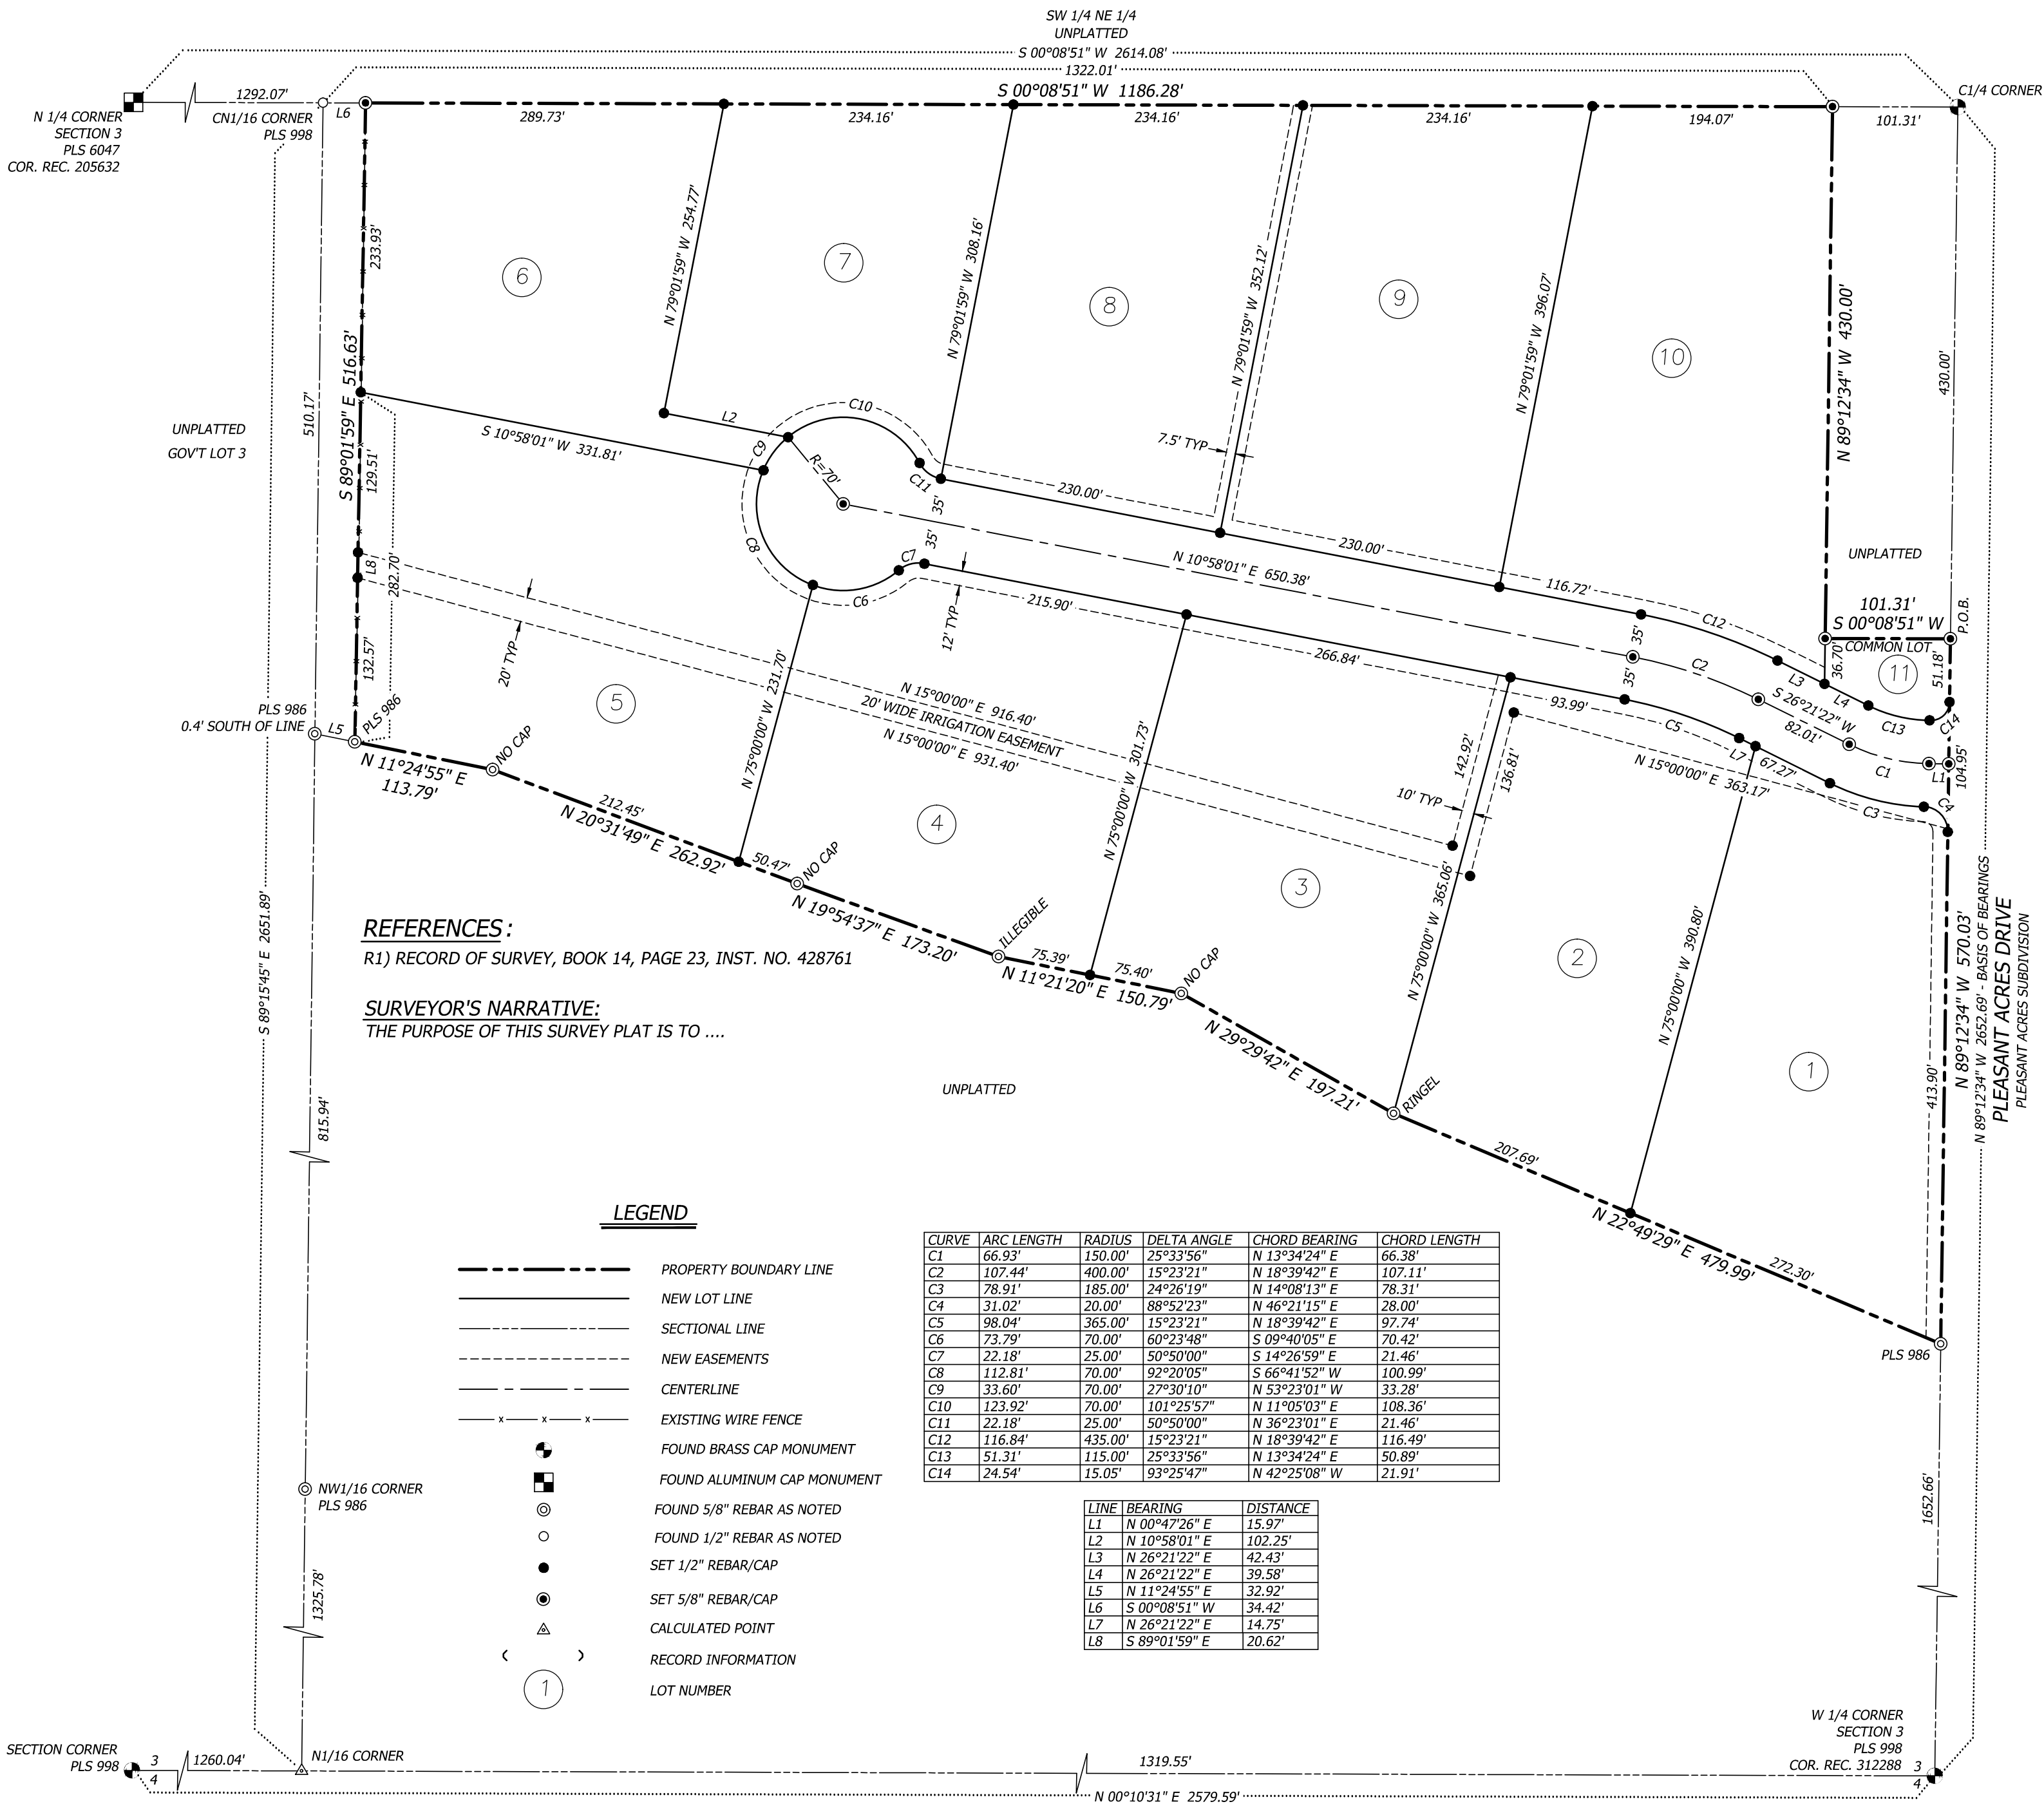 SW 1/4 NE 1/4
UNPLATTED
S 00°08'51" W  2614.08'
1322.01'
S 00°08'51" W  1186.28'
C1/4 CORNER
1292.07'
N 1/4 CORNER
SECTION 3
PLS 6047
COR. REC. 205632
CN1/16 CORNER
PLS 998
L6
289.73'
234.16'
234.16'
234.16'
194.07'
101.31'
233.93'
S 89°01'59" E  516.63'
510.17'
UNPLATTED
GOV'T LOT 3
6
7
8
9
10
N 79°01'59" W  254.77'
N 79°01'59" W  308.16'
N 79°01'59" W  352.12'
N 79°01'59" W  396.07'
N 89°12'34" W  430.00'
430.00'
L2
C10
C9
R=70'
C11
35'
35'
7.5' TYP
S 10°58'01" W  331.81'
129.51'
L8
282.70'
132.57'
C8
C7
C6
230.00'
230.00'
116.72'
N 10°58'01" E  650.38'
215.90'
12' TYP
266.84'
93.99'
35'
35'
C12
C2
UNPLATTED
101.31'
S 00°08'51" W
COMMON LOT
P.O.B.
36.70'
11
51.18'
L3
L4
C13
C14
S 26°21'22" W
82.01'
C5
L7
67.27'
C1
L1
104.95'
C3
C4
N 15°00'00" E  363.17'
20' TYP
5
N 15°00'00" E  916.40'
20' WIDE IRRIGATION EASEMENT
N 15°00'00" E  931.40'
N 75°00'00" W  231.70'
N 75°00'00" W  301.73'
142.92'
136.81'
10' TYP
N 75°00'00" W  365.06'
N 75°00'00" W  390.80'
PLS 986
0.4' SOUTH OF LINE
L5
PLS 986
N 11°24'55" E
113.79'
NO CAP
212.45'
N 20°31'49" E  262.92'
50.47'
NO CAP
4
3
2
1
N 19°54'37" E  173.20'
ILLEGIBLE
75.39'
75.40'
N 11°21'20" E  150.79'
NO CAP
N 29°29'42" E  197.21'
RINGEL
207.69'
N 22°49'29" E  479.99'
272.30'
PLS 986
413.90'
N 89°12'34" W  570.03'
N 89°12'34" W  2652.69' - BASIS OF BEARINGS
PLEASANT ACRES DRIVE
PLEASANT ACRES SUBDIVISION
S 89°15'45" E  2651.89'
815.94'
REFERENCES :
R1) RECORD OF SURVEY, BOOK 14, PAGE 23, INST. NO. 428761
SURVEYOR'S NARRATIVE:
THE PURPOSE OF THIS SURVEY PLAT IS TO ....
UNPLATTED
LEGEND
PROPERTY BOUNDARY LINE
NEW LOT LINE
SECTIONAL LINE
NEW EASEMENTS
CENTERLINE
x x x EXISTING WIRE FENCE
FOUND BRASS CAP MONUMENT
FOUND ALUMINUM CAP MONUMENT
FOUND 5/8" REBAR AS NOTED
FOUND 1/2" REBAR AS NOTED
SET 1/2" REBAR/CAP
SET 5/8" REBAR/CAP
CALCULATED POINT
( ) RECORD INFORMATION
1 LOT NUMBER
CURVE ARC LENGTH RADIUS DELTA ANGLE CHORD BEARING CHORD LENGTH
C1 66.93' 150.00' 25°33'56" N 13°34'24" E 66.38'
C2 107.44' 400.00' 15°23'21" N 18°39'42" E 107.11'
C3 78.91' 185.00' 24°26'19" N 14°08'13" E 78.31'
C4 31.02' 20.00' 88°52'23" N 46°21'15" E 28.00'
C5 98.04' 365.00' 15°23'21" N 18°39'42" E 97.74'
C6 73.79' 70.00' 60°23'48" S 09°40'05" E 70.42'
C7 22.18' 25.00' 50°50'00" S 14°26'59" E 21.46'
C8 112.81' 70.00' 92°20'05" S 66°41'52" W 100.99'
C9 33.60' 70.00' 27°30'10" N 53°23'01" W 33.28'
C10 123.92' 70.00' 101°25'57" N 11°05'03" E 108.36'
C11 22.18' 25.00' 50°50'00" N 36°23'01" E 21.46'
C12 116.84' 435.00' 15°23'21" N 18°39'42" E 116.49'
C13 51.31' 115.00' 25°33'56" N 13°34'24" E 50.89'
C14 24.54' 15.05' 93°25'47" N 42°25'08" W 21.91'
LINE BEARING DISTANCE
L1 N 00°47'26" E 15.97'
L2 N 10°58'01" E 102.25'
L3 N 26°21'22" E 42.43'
L4 N 26°21'22" E 39.58'
L5 N 11°24'55" E 32.92'
L6 S 00°08'51" W 34.42'
L7 N 26°21'22" E 14.75'
L8 S 89°01'59" E 20.62'
NW1/16 CORNER
PLS 986
1325.78'
1652.66'
W 1/4 CORNER
SECTION 3
PLS 998
COR. REC. 312288
3
4
SECTION CORNER
PLS 998
3
4
1260.04'
N1/16 CORNER
1319.55'
N 00°10'31" E  2579.59'